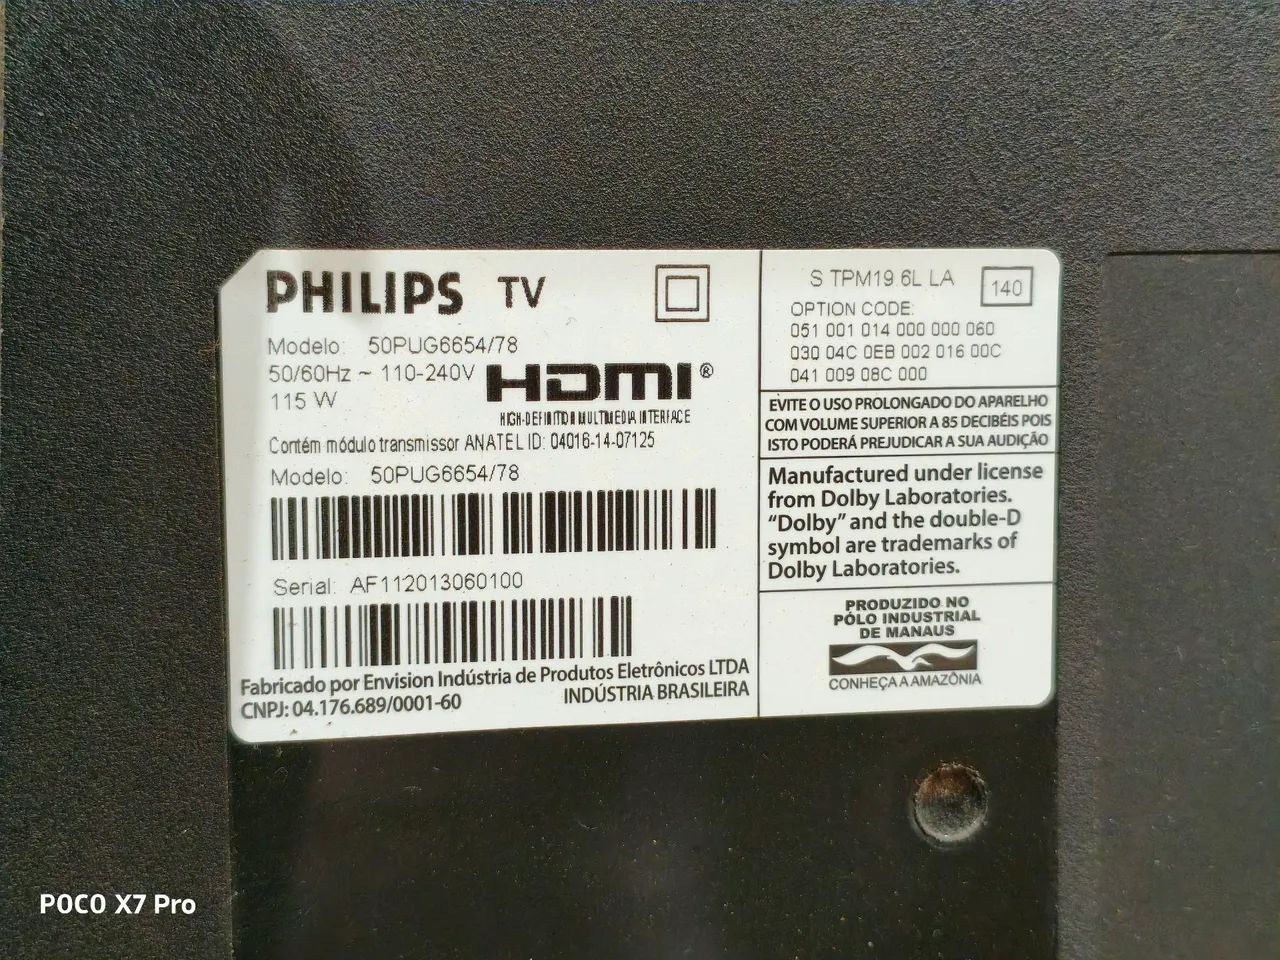 PHILIPS TV
Modelo: 50PUG6654/78
50/60Hz ~ 110-240V
115 W
HDMI®
HIGH-DEFINITION MULTIMEDIA INTERFACE
Contém módulo transmissor ANATEL ID: 04016-14-07125
Modelo: 50PUG6654/78
Serial: AF112013060100
Fabricado por Envision Indústria de Produtos Eletrônicos LTDA
CNPJ: 04.176.689/0001-60 INDÚSTRIA BRASILEIRA
S TPM19.6L LA 140
OPTION CODE:
051 001 014 000 000 060
030 04C 0EB 002 016 00C
041 009 08C 000
EVITE O USO PROLONGADO DO APARELHO
COM VOLUME SUPERIOR A 85 DECIBÉIS POIS
ISTO PODERÁ PREJUDICAR A SUA AUDIÇÃO
Manufactured under license
from Dolby Laboratories.
“Dolby” and the double-D
symbol are trademarks of
Dolby Laboratories.
PRODUZIDO NO
PÓLO INDUSTRIAL
DE MANAUS
CONHEÇA A AMAZÔNIA
POCO X7 Pro